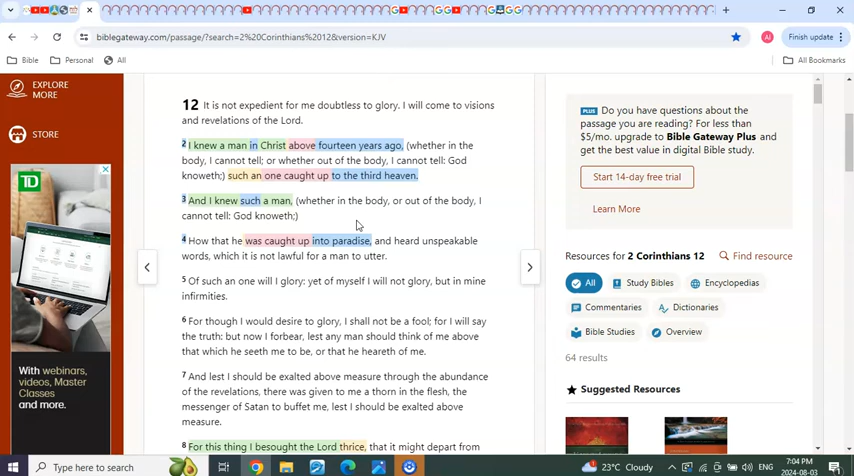 biblegateway.com/passage/?search=2%20Corinthians%2012&version=KJV
AI
Finish update
Bible
Personal
All
All Bookmarks
EXPLORE
MORE
STORE
TD
With webinars,
videos, Master
Classes
and more.
12 It is not expedient for me doubtless to glory. I will come to visions
and revelations of the Lord.
2 I knew a man in Christ above fourteen years ago, (whether in the
body, I cannot tell; or whether out of the body, I cannot tell: God
knoweth;) such an one caught up to the third heaven.
3 And I knew such a man, (whether in the body, or out of the body, I
cannot tell: God knoweth;)
4 How that he was caught up into paradise, and heard unspeakable
words, which it is not lawful for a man to utter.
5 Of such an one will I glory: yet of myself I will not glory, but in mine
infirmities.
6 For though I would desire to glory, I shall not be a fool; for I will say
the truth: but now I forbear, lest any man should think of me above
that which he seeth me to be, or that he heareth of me.
7 And lest I should be exalted above measure through the abundance
of the revelations, there was given to me a thorn in the flesh, the
messenger of Satan to buffet me, lest I should be exalted above
measure.
8 For this thing I besought the Lord thrice, that it might depart from
PLUS Do you have questions about the
passage you're reading? For less than
$5/mo. upgrade to Bible Gateway Plus and
get the best value in digital Bible study.
Start 14-day free trial
Learn More
Resources for 2 Corinthians 12
Find resource
All
Study Bibles
Encyclopedias
Commentaries
Dictionaries
Bible Studies
Overview
64 results
Suggested Resources
Type here to search
23°C Cloudy
ENG
7:04 PM
2024-08-03